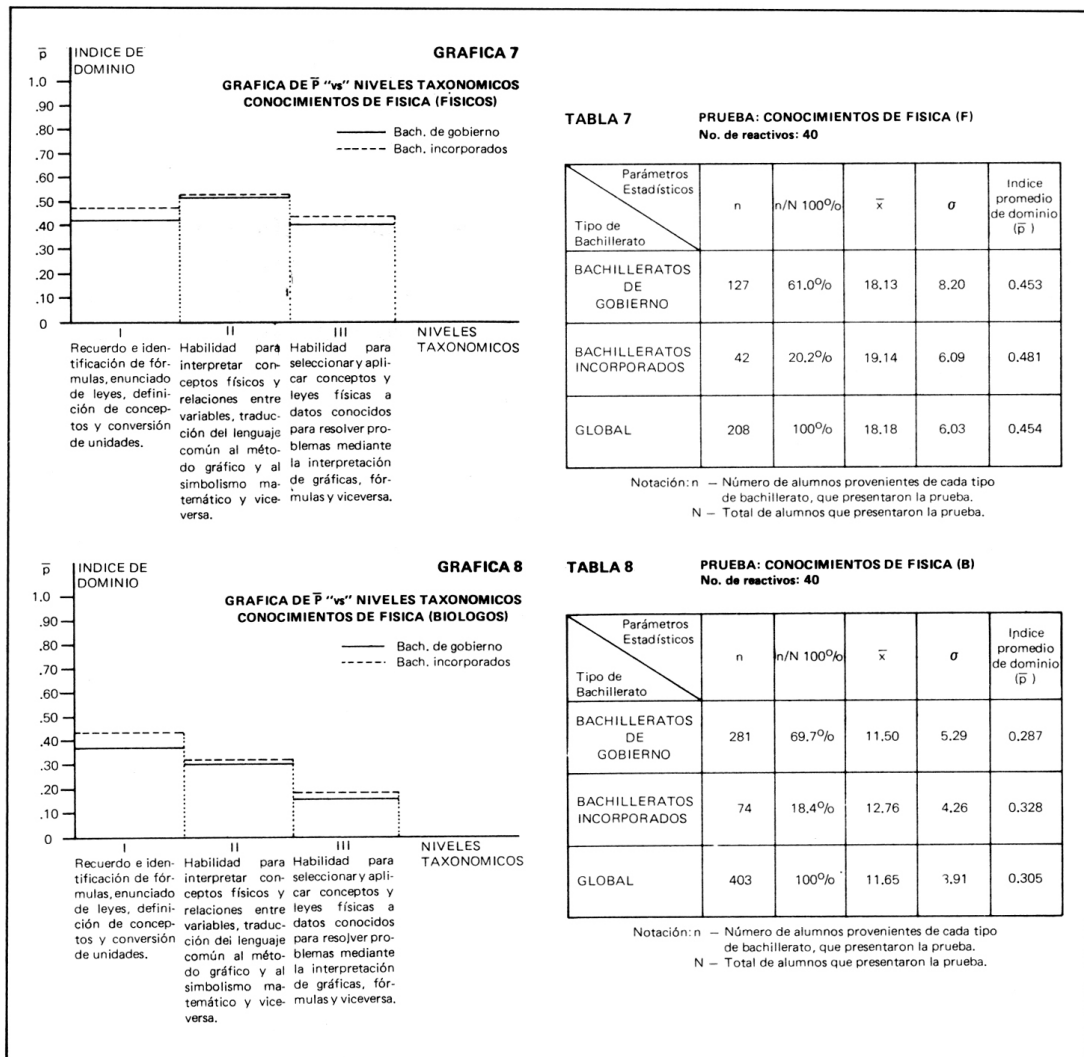 GRAFICA 7
p̅ INDICE DE
DOMINIO
GRAFICA DE P̅ "vs" NIVELES TAXONOMICOS
CONOCIMIENTOS DE FISICA (FÍSICOS)
Bach. de gobierno
Bach. incorporados
1.0
.90
.80
.70
.60
.50
.40
.30
.20
.10
0
I
Recuerdo e iden-
tificación de fór-
mulas, enunciado
de leyes, defini-
ción de concep-
tos y conversión
de unidades.
II
Habilidad para
interpretar con-
ceptos físicos y
relaciones entre
variables, traduc-
ción del lenguaje
común al méto-
do gráfico y al
simbolismo ma-
temático y vice-
versa.
III
Habilidad para
seleccionar y apli-
car conceptos y
leyes físicas a
datos conocidos
para resolver pro-
blemas mediante
la interpretación
de gráficas, fór-
mulas y viceversa.
NIVELES
TAXONOMICOS
TABLA 7 PRUEBA: CONOCIMIENTOS DE FISICA (F)
No. de reactivos: 40
Parámetros
Estadísticos
Tipo de
Bachillerato
n n/N 100% x̅ σ Indice
promedio
de dominio
(p̅)
BACHILLERATOS
DE
GOBIERNO
127 61.0% 18.13 8.20 0.453
BACHILLERATOS
INCORPORADOS
42 20.2% 19.14 6.09 0.481
GLOBAL 208 100% 18.18 6.03 0.454
Notación: n – Número de alumnos provenientes de cada tipo
de bachillerato, que presentaron la prueba.
N – Total de alumnos que presentaron la prueba.
GRAFICA 8
p̅ INDICE DE
DOMINIO
GRAFICA DE P̅ "vs" NIVELES TAXONOMICOS
CONOCIMIENTOS DE FISICA (BIOLOGOS)
Bach. de gobierno
Bach. incorporados
1.0
.90
.80
.70
.60
.50
.40
.30
.20
.10
0
I
Recuerdo e iden-
tificación de fór-
mulas, enunciado
de leyes, defini-
ción de concep-
tos y conversión
de unidades.
II
Habilidad para
interpretar con-
ceptos físicos y
relaciones entre
variables, traduc-
ción del lenguaje
común al méto-
do gráfico y al
simbolismo ma-
temático y vice-
versa.
III
Habilidad para
seleccionar y apli-
car conceptos y
leyes físicas a
datos conocidos
para resolver pro-
blemas mediante
la interpretación
de gráficas, fór-
mulas y viceversa.
NIVELES
TAXONOMICOS
TABLA 8 PRUEBA: CONOCIMIENTOS DE FISICA (B)
No. de reactivos: 40
Parámetros
Estadísticos
Tipo de
Bachillerato
n n/N 100% x̅ σ Indice
promedio
de dominio
(p̅)
BACHILLERATOS
DE
GOBIERNO
281 69.7% 11.50 5.29 0.287
BACHILLERATOS
INCORPORADOS
74 18.4% 12.76 4.26 0.328
GLOBAL 403 100% 11.65 3.91 0.305
Notación: n – Número de alumnos provenientes de cada tipo
de bachillerato, que presentaron la prueba.
N – Total de alumnos que presentaron la prueba.